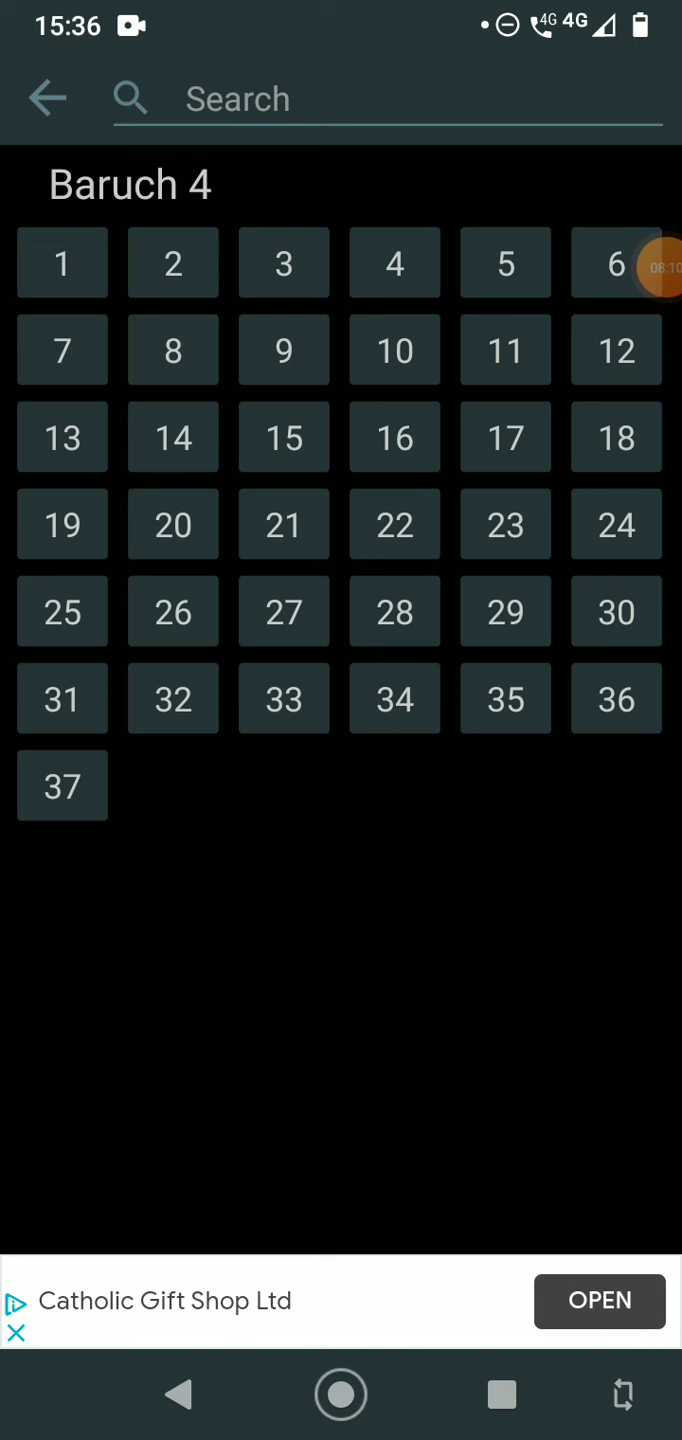 15:36 4G 4G
Search
Baruch 4
1 2 3 4 5 6 08:10
7 8 9 10 11 12
13 14 15 16 17 18
19 20 21 22 23 24
25 26 27 28 29 30
31 32 33 34 35 36
37
Catholic Gift Shop Ltd OPEN